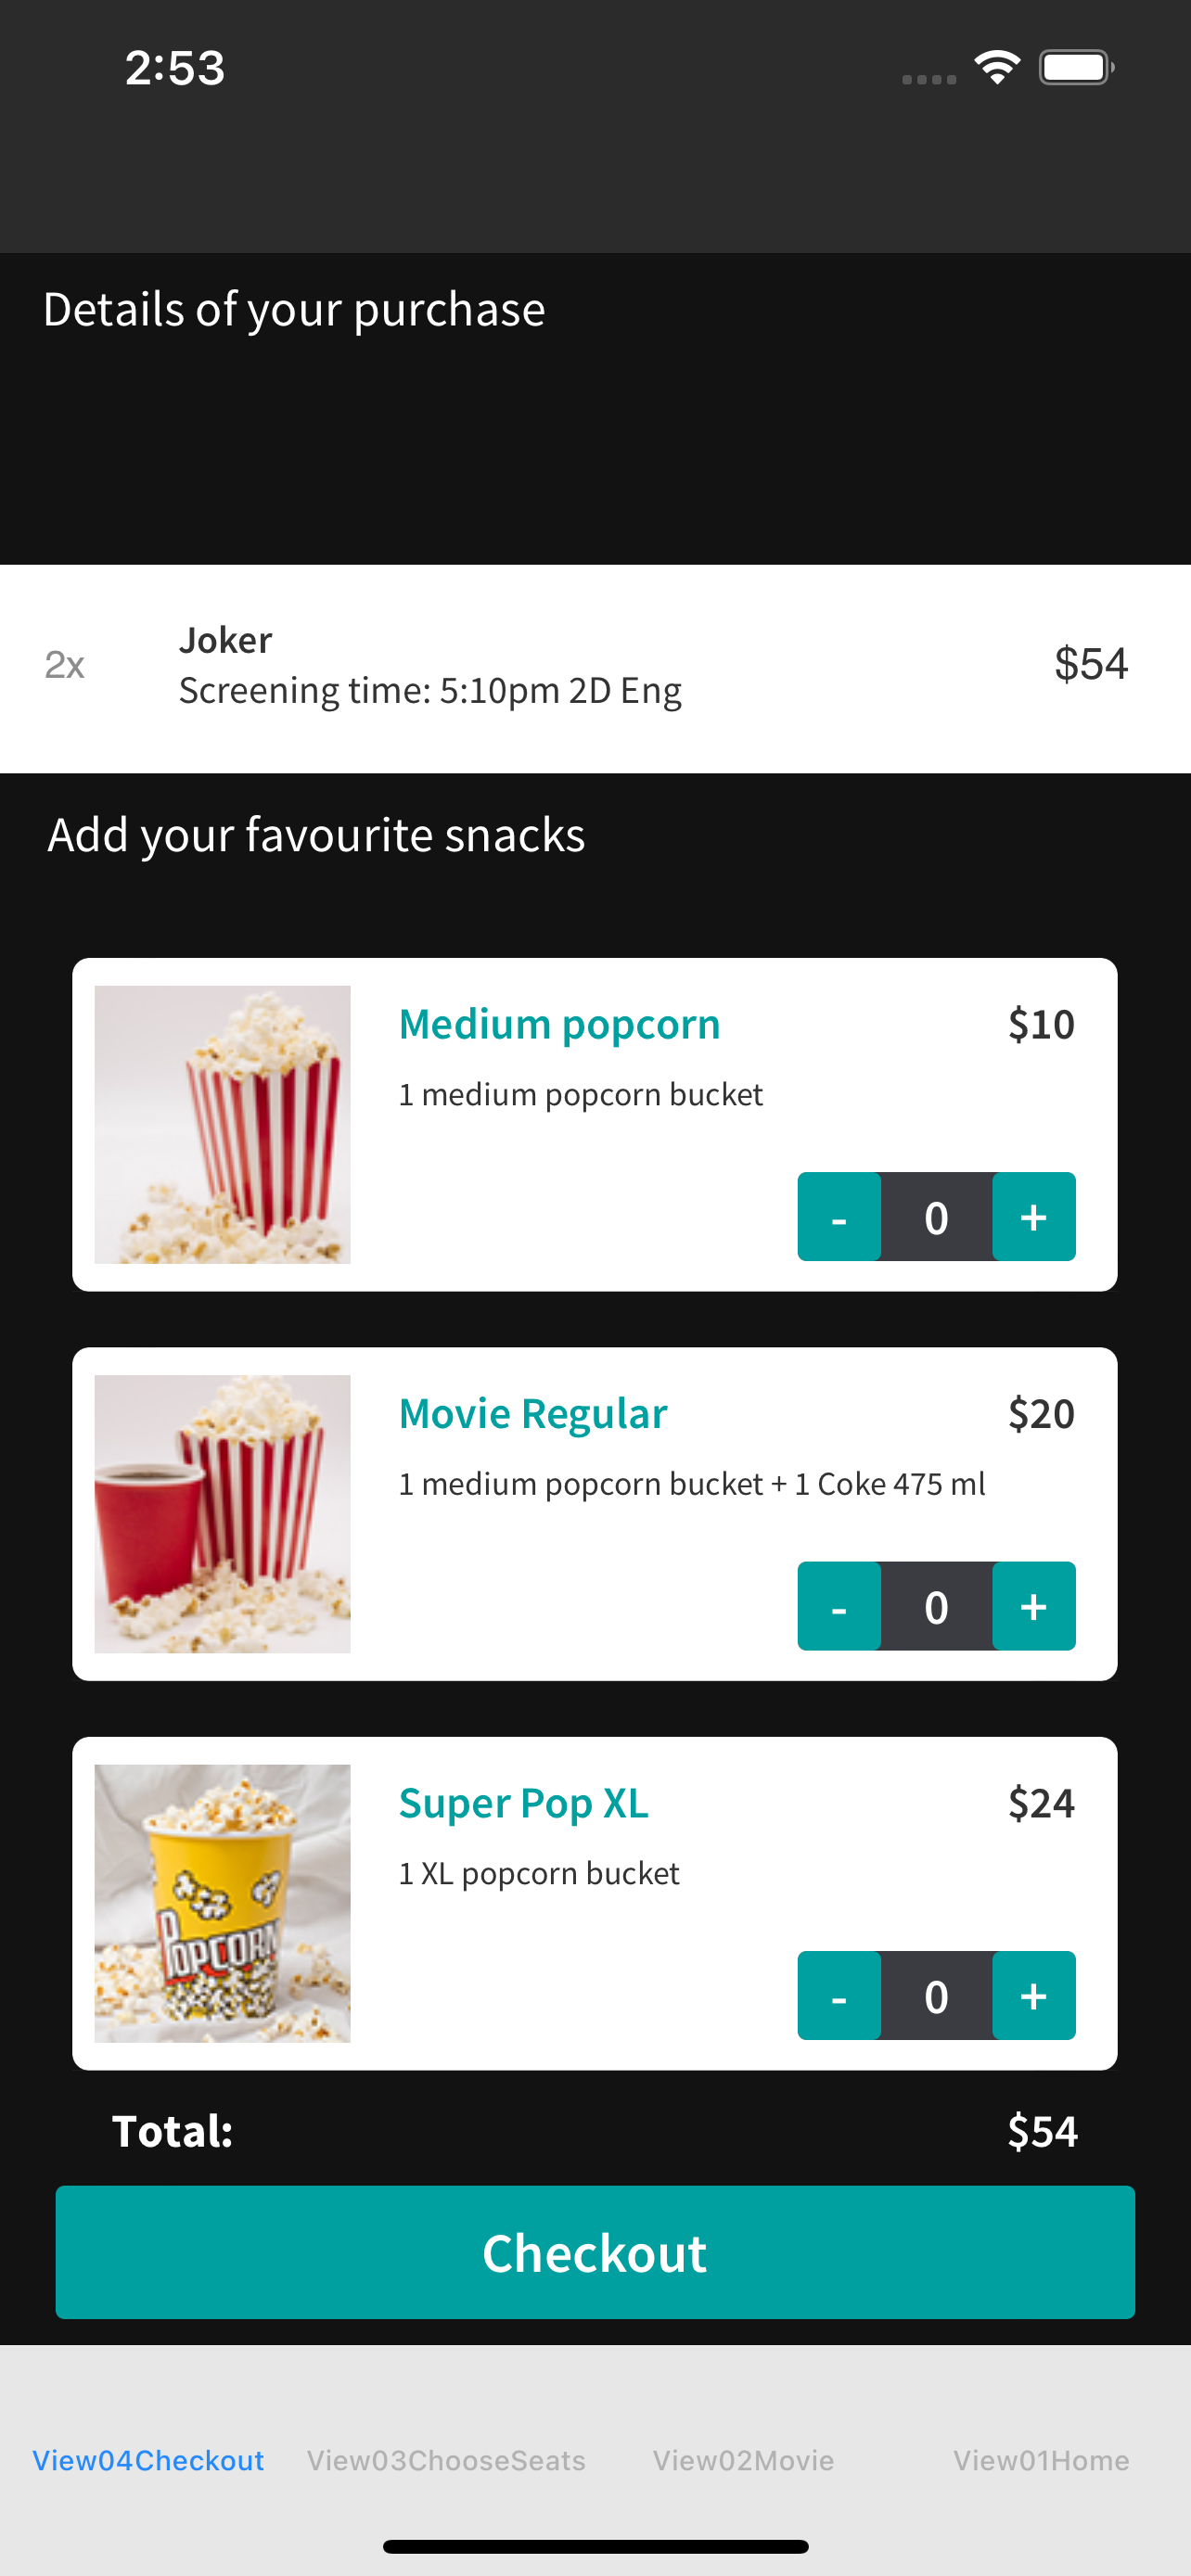 2:53
Details of your purchase
2x
Joker
Screening time: 5:10pm 2D Eng
$54
Add your favourite snacks
Medium popcorn
$10
1 medium popcorn bucket
- 0 +
Movie Regular
$20
1 medium popcorn bucket + 1 Coke 475 ml
- 0 +
POPCORN
Super Pop XL
$24
1 XL popcorn bucket
- 0 +
Total:
$54
Checkout
View04Checkout
View03ChooseSeats
View02Movie
View01Home